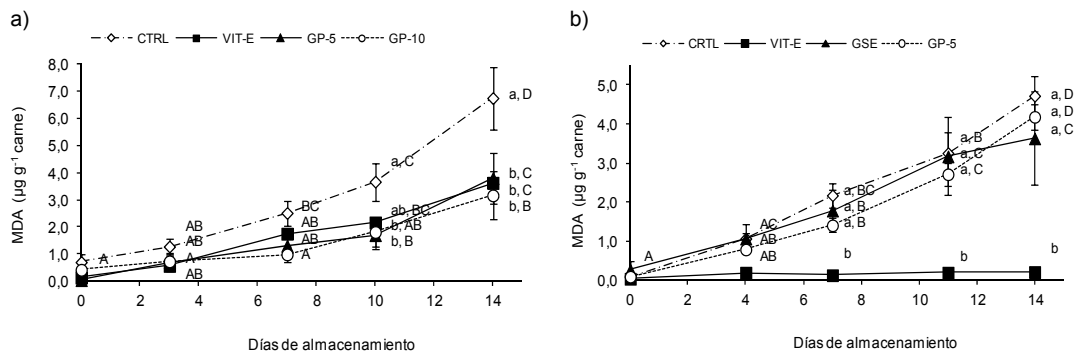 a)
CTRL VIT-E GP-5 GP-10
MDA (µg g⁻¹ carne)
8,0
7,0
6,0
5,0
4,0
3,0
2,0
1,0
0,0
a, D
a, C
b, C
b, C
b, B
BC
AB
AB
A
ab, BC
b, AB
b, B
AB
AB
A
AB
A
0 2 4 6 8 10 12 14
Días de almacenamiento
b)
CRTL VIT-E GSE GP-5
MDA (µg g⁻¹ carne)
5,0
4,0
3,0
2,0
1,0
0,0
a, D
a, D
a, C
a, B
a, C
a, C
a, BC
a, B
a, B
AC
AB
AB
A
b
b
b
0 2 4 6 8 10 12 14
Días de almacenamiento